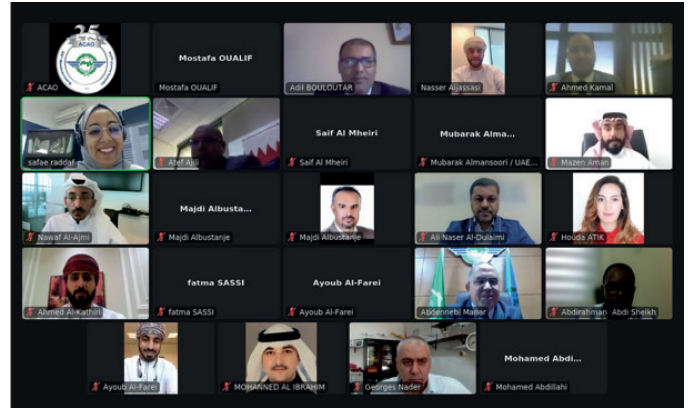 25
ACAO
ACAO
Mostafa OUALIF
Mostafa OUALIF
Adil BOULOUTAR
Nasser Aljassasi
Ahmed Kamal
safae raddaf
Atef Ajili
Saif Al Mheiri
Saif Al Mheiri
Mubarak Alma...
Mubarak Almansoori / UAE...
Mazen Aman
Nawaf Al-Ajmi
Majdi Albusta...
Majdi Albustanje
Majdi Albustanje
Ali Naser Al-Dulaimi
Houda ATIK
Ahmed Al-Kathiri
fatma SASSI
fatma SASSI
Ayoub Al-Farei
Ayoub Al-Farei
Abdennebi Manar
Abdirahman Abdi Sheikh
Ayoub Al-Farei
MOHANNED AL IBRAHIM
Georges Nader
Mohamed Abdi...
Mohamed Abdillahi